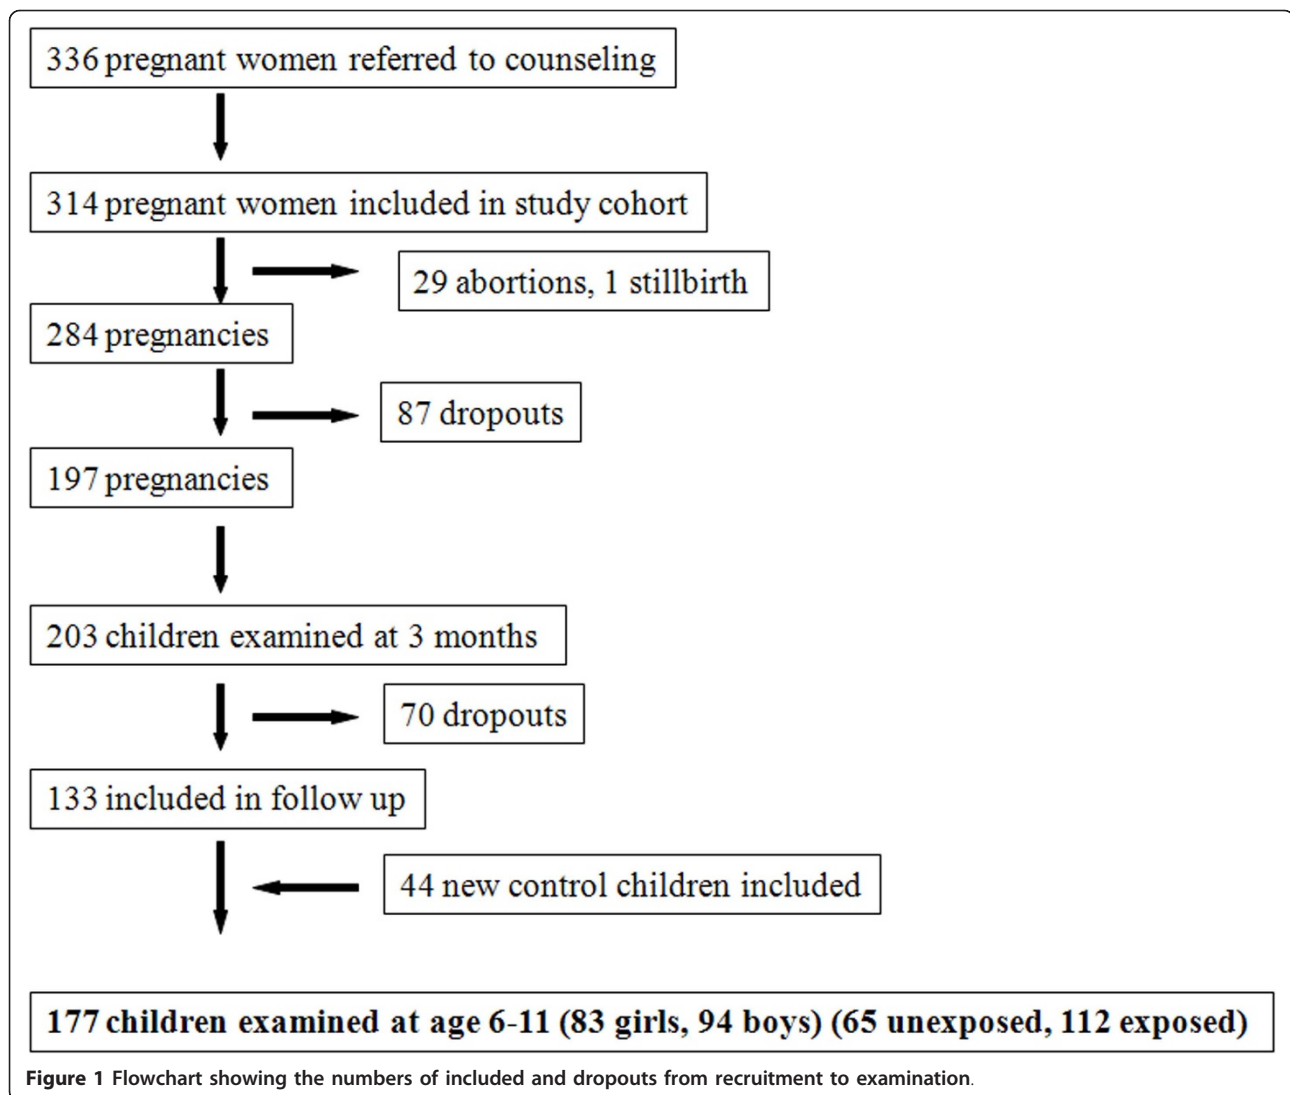 336 pregnant women referred to counseling
314 pregnant women included in study cohort
29 abortions, 1 stillbirth
284 pregnancies
87 dropouts
197 pregnancies
203 children examined at 3 months
70 dropouts
133 included in follow up
44 new control children included
177 children examined at age 6-11 (83 girls, 94 boys) (65 unexposed, 112 exposed)
Figure 1 Flowchart showing the numbers of included and dropouts from recruitment to examination.